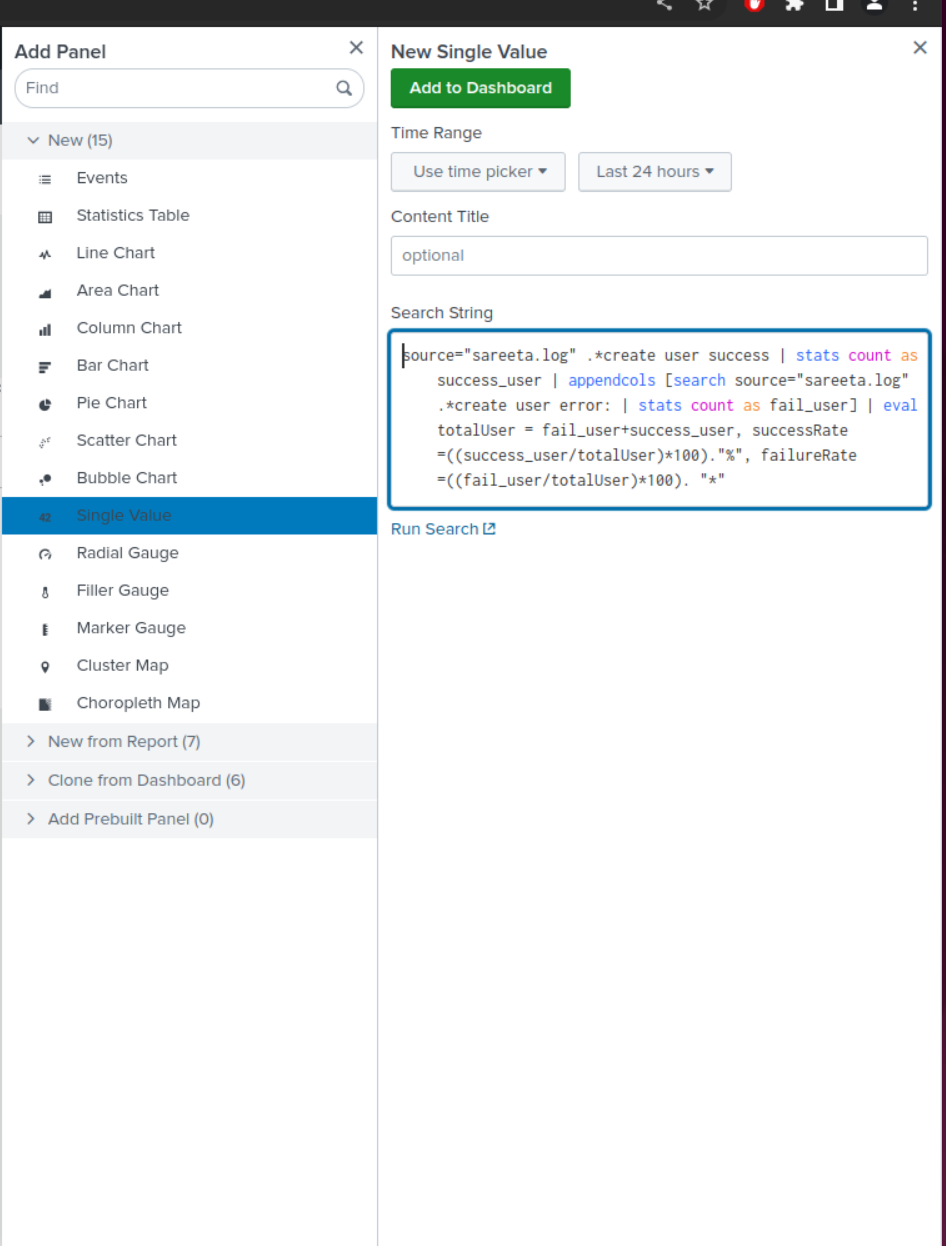 Add Panel
Find
New (15)
Events
Statistics Table
Line Chart
Area Chart
Column Chart
Bar Chart
Pie Chart
Scatter Chart
Bubble Chart
42 Single Value
Radial Gauge
Filler Gauge
Marker Gauge
Cluster Map
Choropleth Map
New from Report (7)
Clone from Dashboard (6)
Add Prebuilt Panel (0)
New Single Value
Add to Dashboard
Time Range
Use time picker
Last 24 hours
Content Title
optional
Search String
source="sareeta.log" .*create user success | stats count as
success_user | appendcols [search source="sareeta.log"
.*create user error: | stats count as fail_user] | eval
totalUser = fail_user+success_user, successRate
=((success_user/totalUser)*100)."%", failureRate
=((fail_user/totalUser)*100). "*"
Run Search